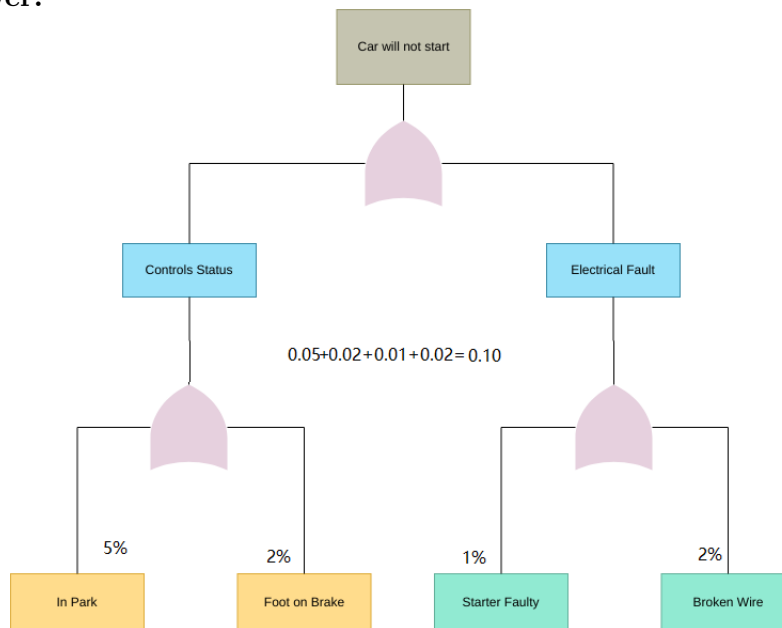 Car will not start
Controls Status
Electrical Fault
0.05+0.02+0.01+0.02=0.10
5%
2%
1%
2%
In Park
Foot on Brake
Starter Faulty
Broken Wire